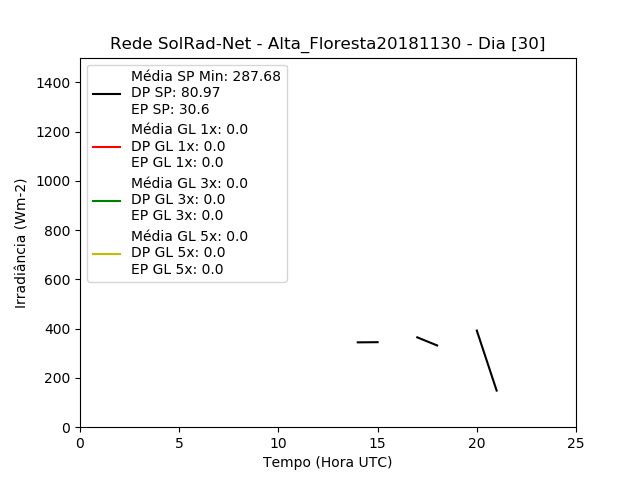 Rede SolRad-Net - Alta_Floresta20181130 - Dia [30]
Média SP Min: 287.68
DP SP: 80.97
EP SP: 30.6
Média GL 1x: 0.0
DP GL 1x: 0.0
EP GL 1x: 0.0
Média GL 3x: 0.0
DP GL 3x: 0.0
EP GL 3x: 0.0
Média GL 5x: 0.0
DP GL 5x: 0.0
EP GL 5x: 0.0
Irradiância (Wm-2)
1400
1200
1000
800
600
400
200
0
0 5 10 15 20 25
Tempo (Hora UTC)